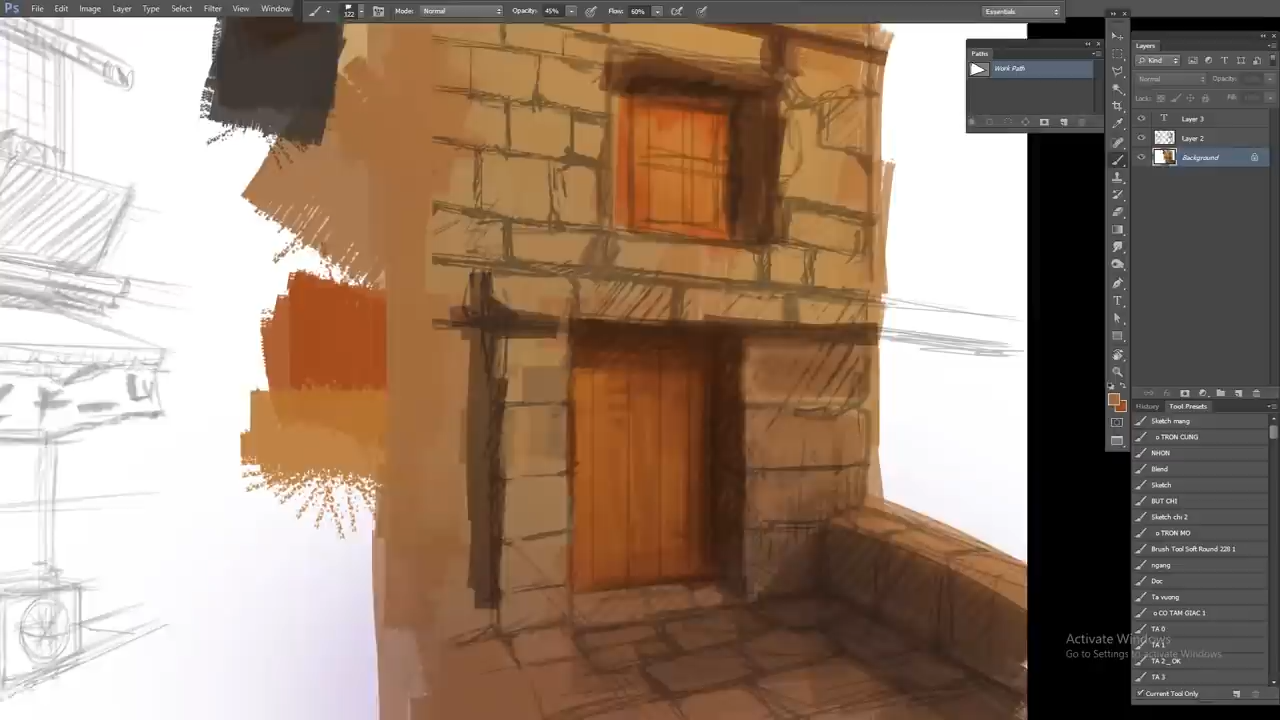 Ps File Edit Image Layer Type Select Filter View Window
122 Mode: Normal Opacity: 45% Flow: 60% Essentials
Paths
Work Path
Layers
Kind
Normal Opacity:
Lock: Fill:
Layer 3
Layer 2
Background
History Tool Presets
Sketch mang
o TRON CUNG
NHON
Blend
Sketch
BUT CHI
Sketch chi 2
o TRON MO
Brush Tool Soft Round 228 1
ngang
Doc
Ta vuong
o CO TAM GIAC 1
TA 0
TA 1
TA 2_OK
TA 3
Current Tool Only
Activate Windows
Go to Settings to activate Windows.